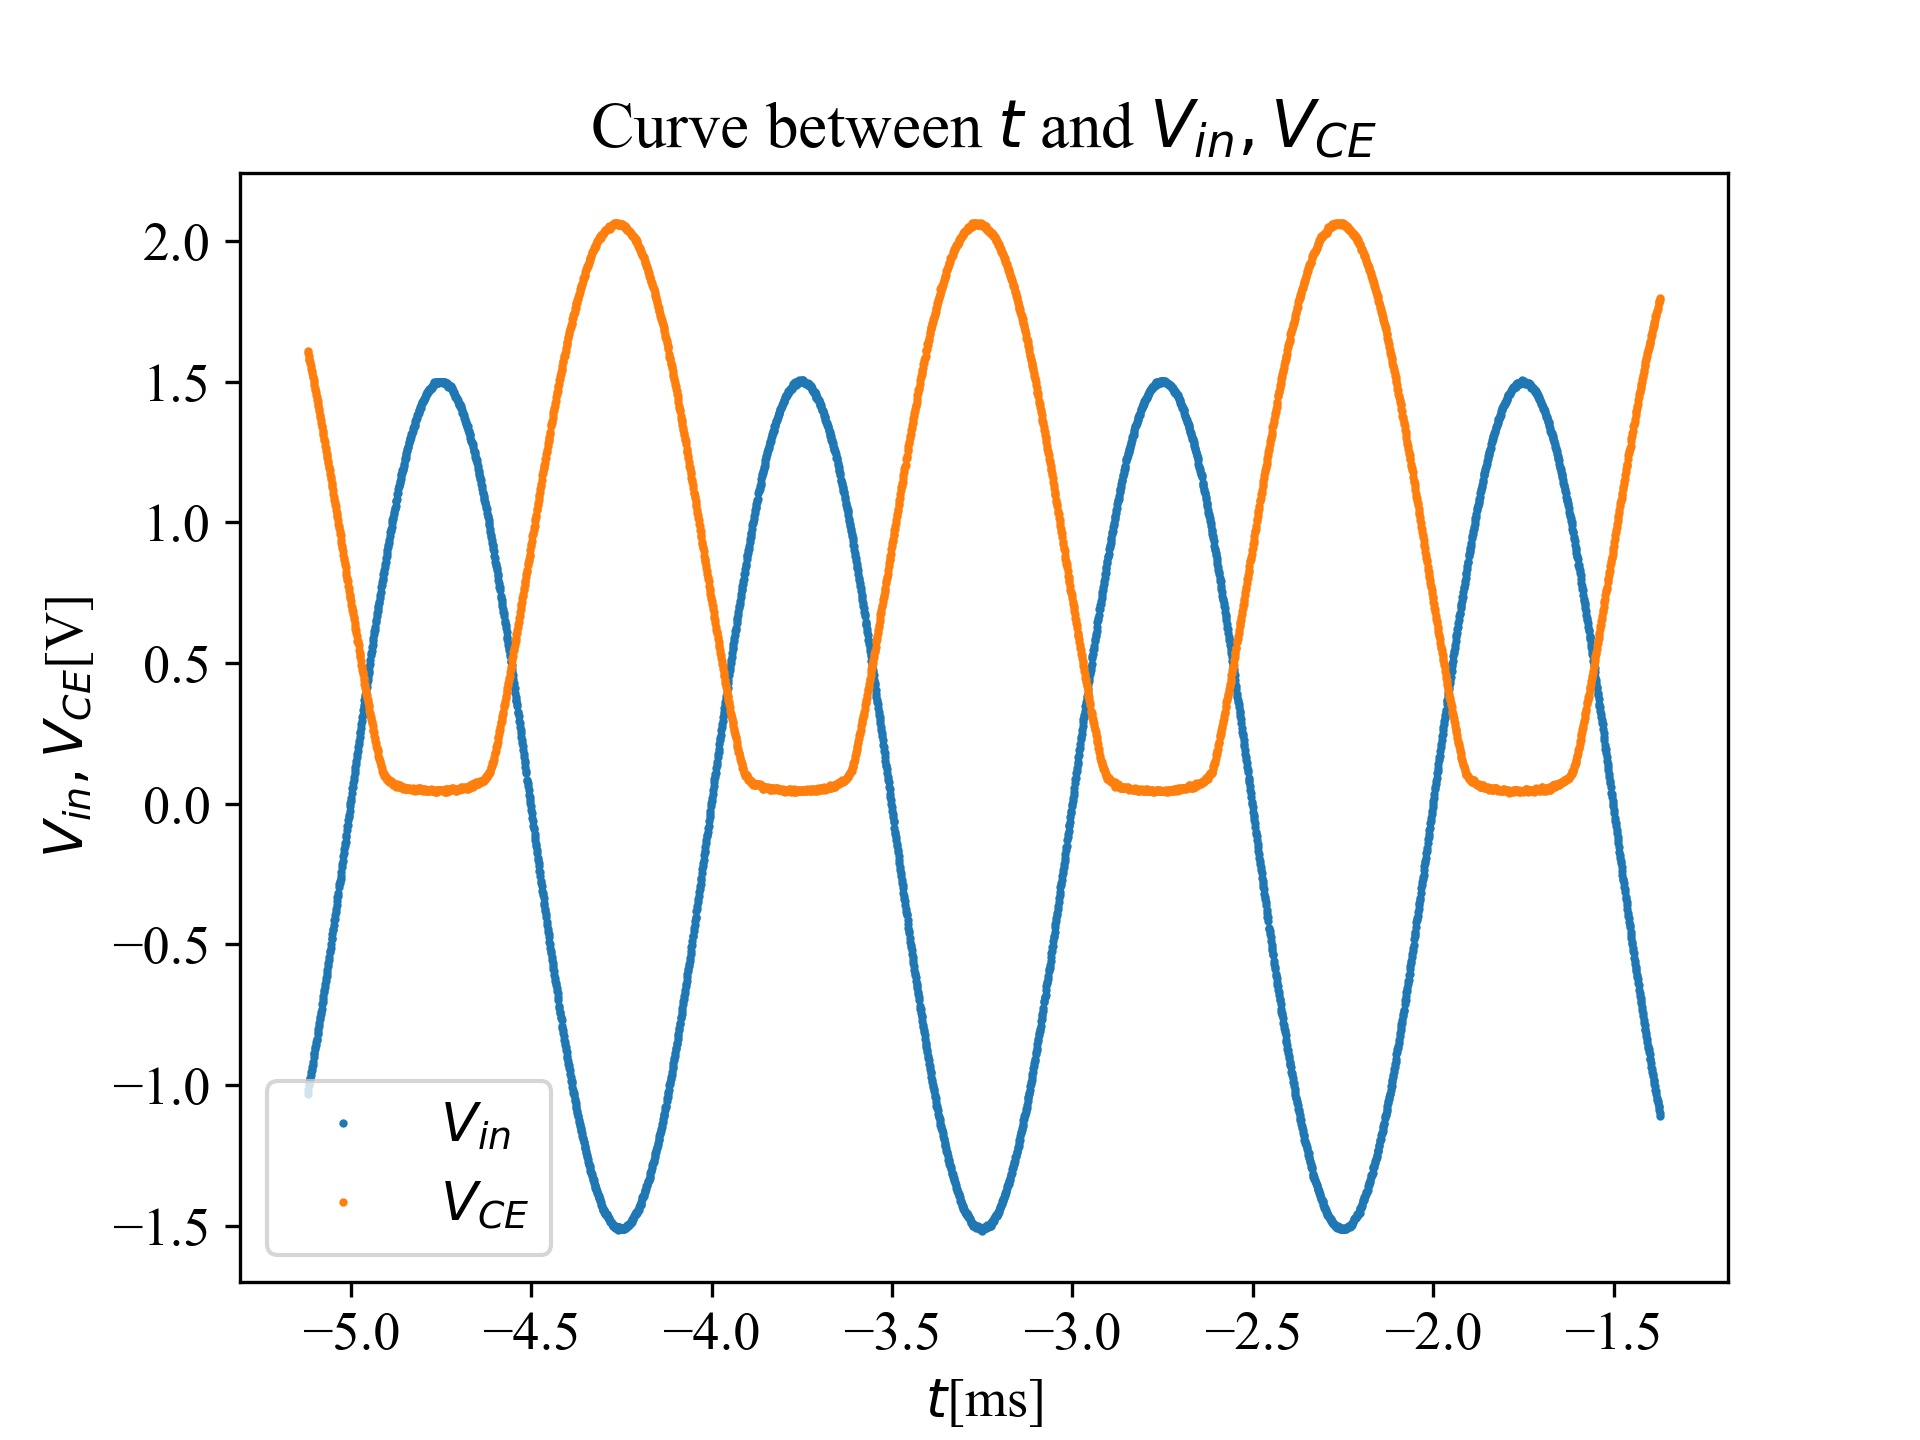 Curve between t and V_in, V_CE
2.0
1.5
1.0
0.5
0.0
−0.5
−1.0
−1.5
V_in, V_CE[V]
V_in
V_CE
−5.0 −4.5 −4.0 −3.5 −3.0 −2.5 −2.0 −1.5
t[ms]